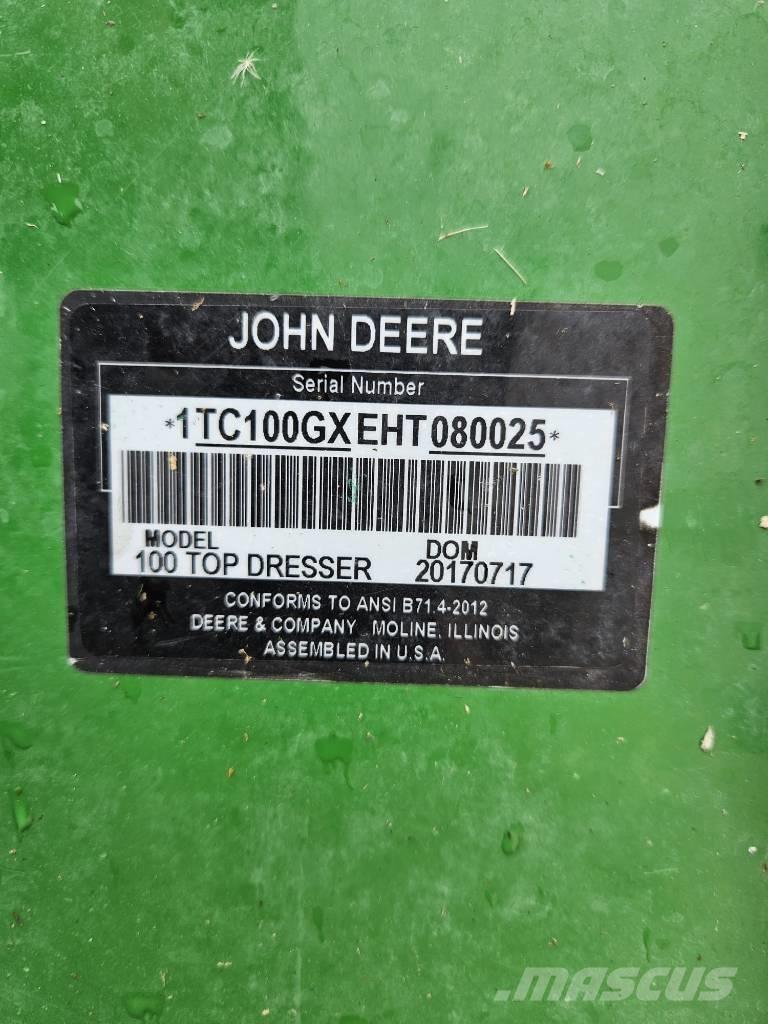 JOHN DEERE
Serial Number
*1TC100GXEHT080025*
MODEL DOM
100 TOP DRESSER 20170717
CONFORMS TO ANSI B71.4-2012
DEERE & COMPANY MOLINE, ILLINOIS
ASSEMBLED IN U.S.A.
MASCUS